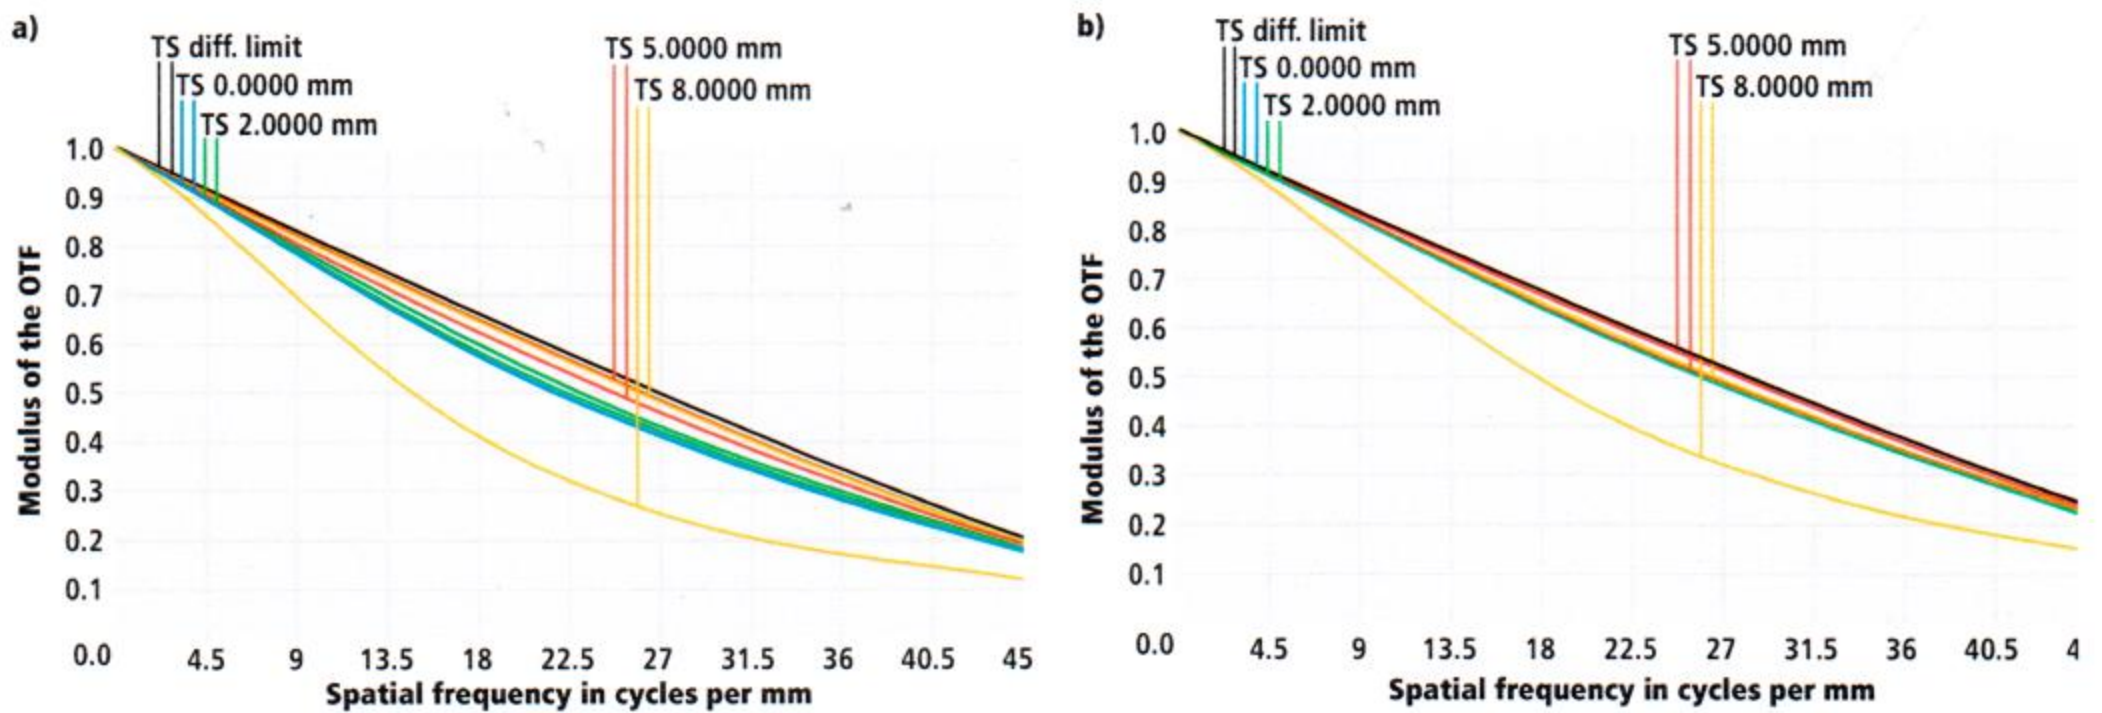 a)
TS diff. limit
TS 0.0000 mm
TS 2.0000 mm
TS 5.0000 mm
TS 8.0000 mm
1.0
0.9
0.8
0.7
0.6
0.5
0.4
0.3
0.2
0.1
0.0
Modulus of the OTF
4.5 9 13.5 18 22.5 27 31.5 36 40.5 45
Spatial frequency in cycles per mm
b)
TS diff. limit
TS 0.0000 mm
TS 2.0000 mm
TS 5.0000 mm
TS 8.0000 mm
1.0
0.9
0.8
0.7
0.6
0.5
0.4
0.3
0.2
0.1
0.0
Modulus of the OTF
4.5 9 13.5 18 22.5 27 31.5 36 40.5 4
Spatial frequency in cycles per mm